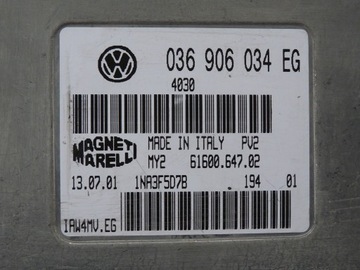 036 906 034 EG
4030
MAGNETI MARELLI
MADE IN ITALY PV2
MY2 61600.647.02
13.07.01 1NA3F5D7B 194 01
IAW4MV.EG